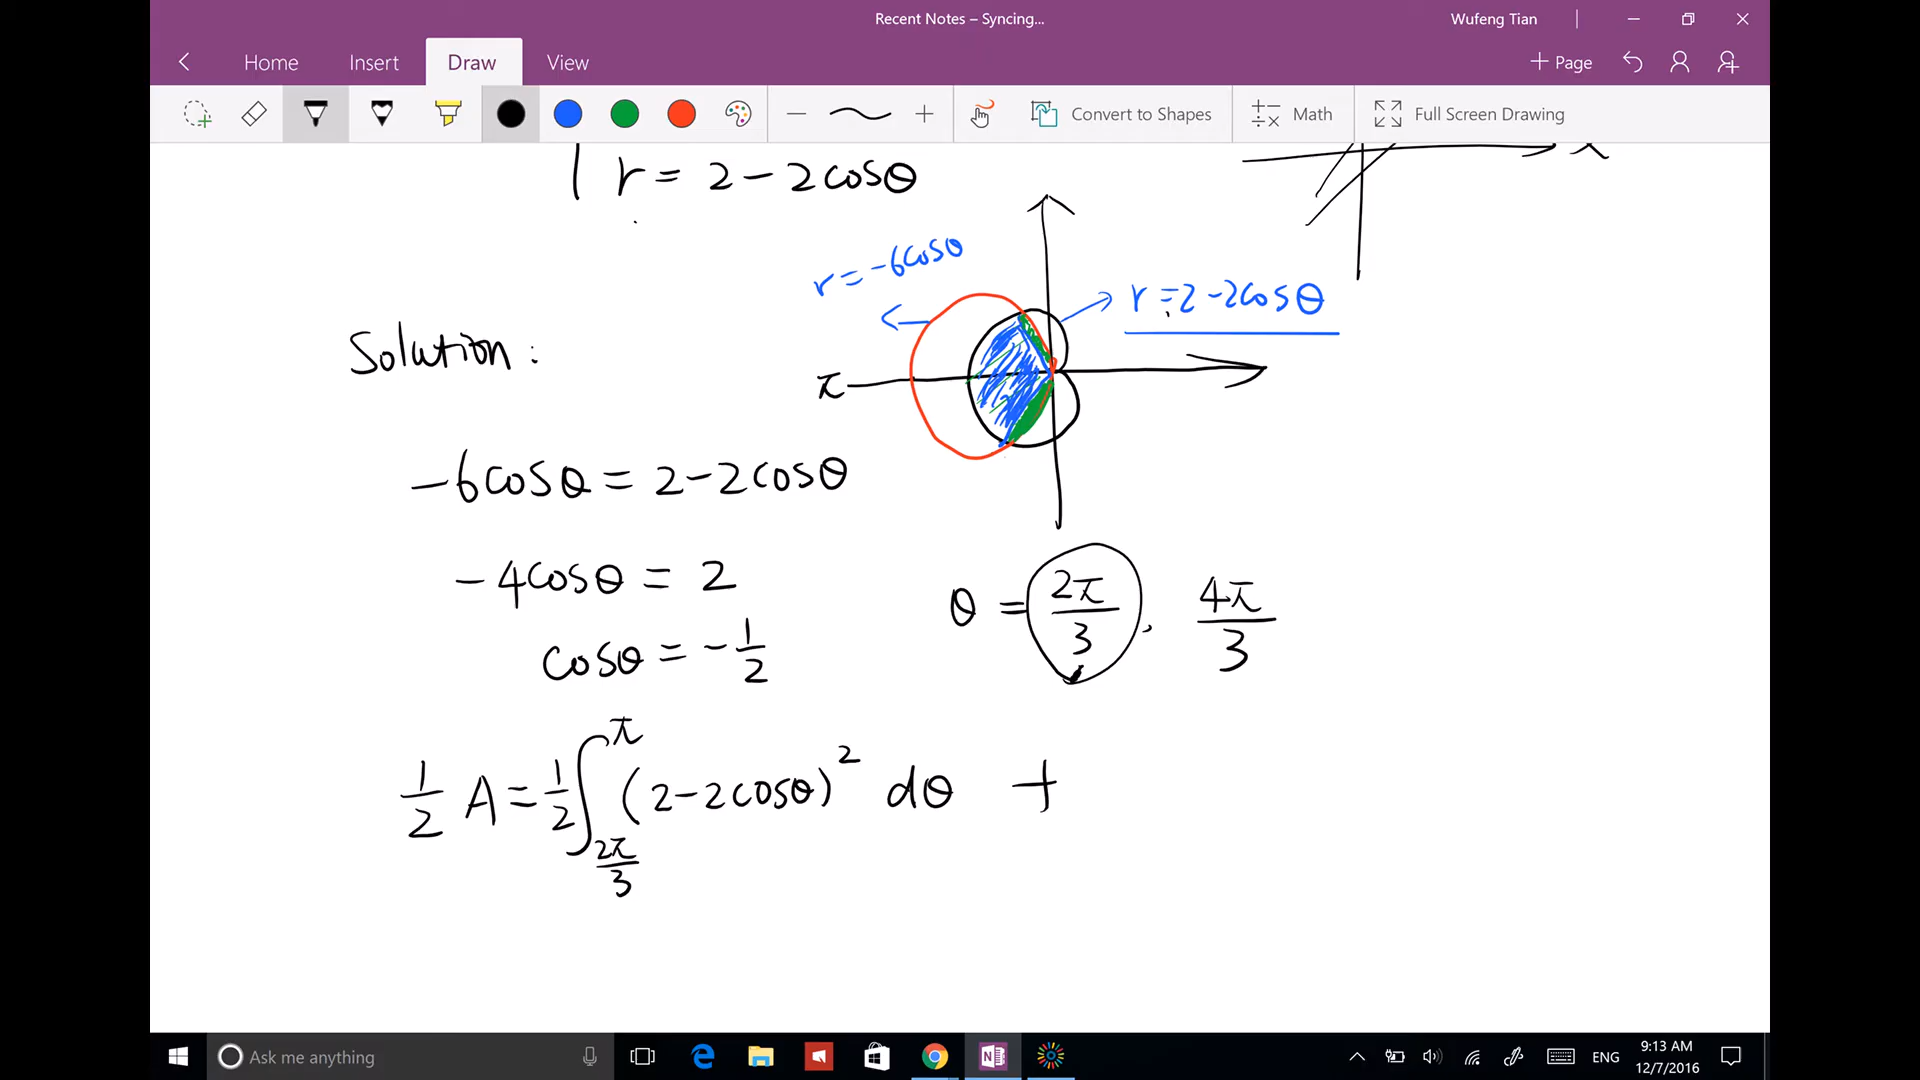 Recent Notes – Syncing...
Wufeng Tian
Home Insert Draw View
Page
Convert to Shapes
Math
Full Screen Drawing
r = 2 - 2cosθ
x
r = -6cosθ
r = 2 - 2cosθ
Solution:
π
-6cosθ = 2 - 2cosθ
-4cosθ = 2
θ = 2π/3, 4π/3
cosθ = -1/2
1/2 A = 1/2 ∫_{2π/3}^{π} (2 - 2cosθ)² dθ +
Ask me anything
ENG
9:13 AM
12/7/2016